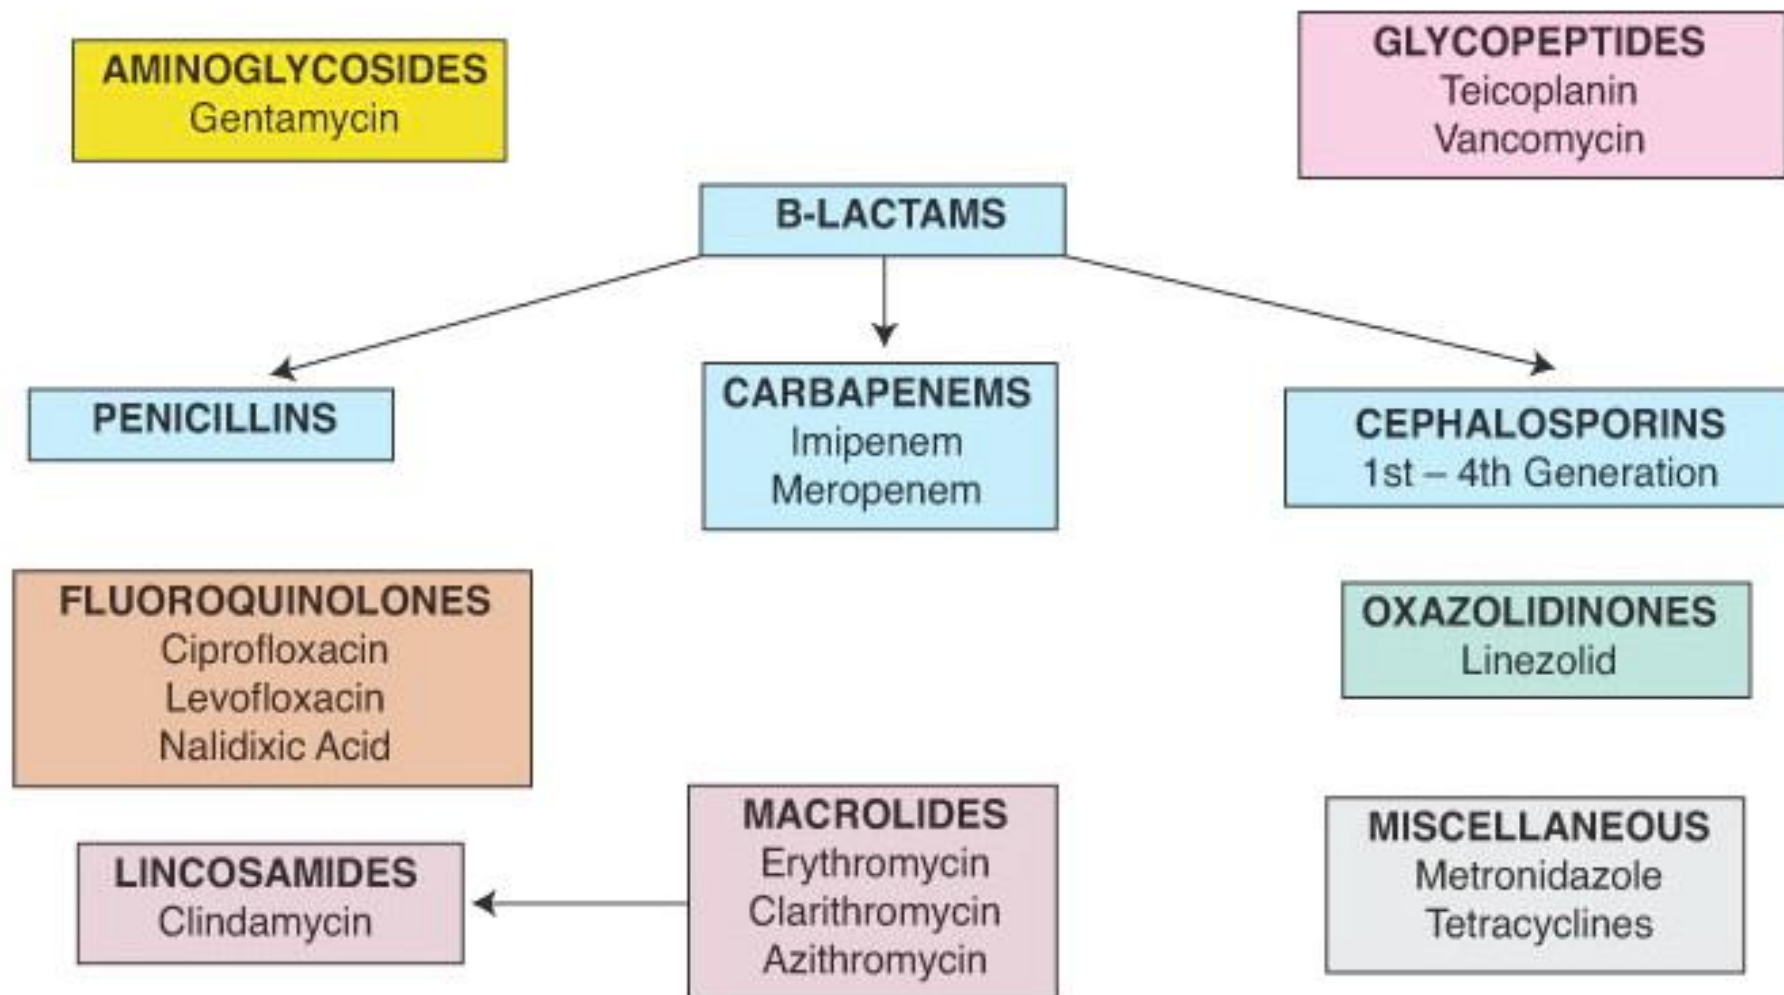 AMINOGLYCOSIDES
Gentamycin
GLYCOPEPTIDES
Teicoplanin
Vancomycin
B-LACTAMS
PENICILLINS
CARBAPENEMS
Imipenem
Meropenem
CEPHALOSPORINS
1st – 4th Generation
FLUOROQUINOLONES
Ciprofloxacin
Levofloxacin
Nalidixic Acid
OXAZOLIDINONES
Linezolid
LINCOSAMIDES
Clindamycin
MACROLIDES
Erythromycin
Clarithromycin
Azithromycin
MISCELLANEOUS
Metronidazole
Tetracyclines